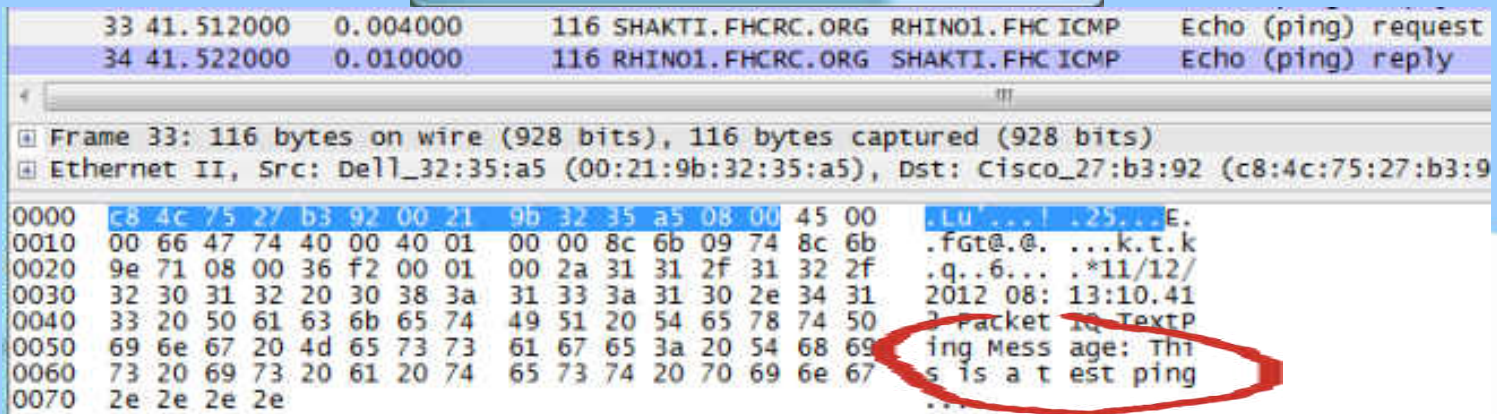 33 41.512000 0.004000 116 SHAKTI.FHCRC.ORG RHINO1.FHC ICMP Echo (ping) request
34 41.522000 0.010000 116 RHINO1.FHCRC.ORG SHAKTI.FHC ICMP Echo (ping) reply
Frame 33: 116 bytes on wire (928 bits), 116 bytes captured (928 bits)
Ethernet II, Src: Dell_32:35:a5 (00:21:9b:32:35:a5), Dst: Cisco_27:b3:92 (c8:4c:75:27:b3:9
0000 c8 4c 75 27 b3 92 00 21 9b 32 35 a5 08 00 45 00 .Lu'...! .25...E.
0010 00 66 47 74 40 00 40 01 00 00 8c 6b 09 74 8c 6b .fGt@.@. ...k.t.k
0020 9e 71 08 00 36 f2 00 01 00 2a 31 31 2f 31 32 2f .q..6... .*11/12/
0030 32 30 31 32 20 30 38 3a 31 33 3a 31 30 2e 34 31 2012 08: 13:10.41
0040 33 20 50 61 63 6b 65 74 49 51 20 54 65 78 74 50 3 Packet IQ TextP
0050 69 6e 67 20 4d 65 73 73 61 67 65 3a 20 54 68 69 ing Mess age: Thi
0060 73 20 69 73 20 61 20 74 65 73 74 20 70 69 6e 67 s is a t est ping
0070 2e 2e 2e 2e ....